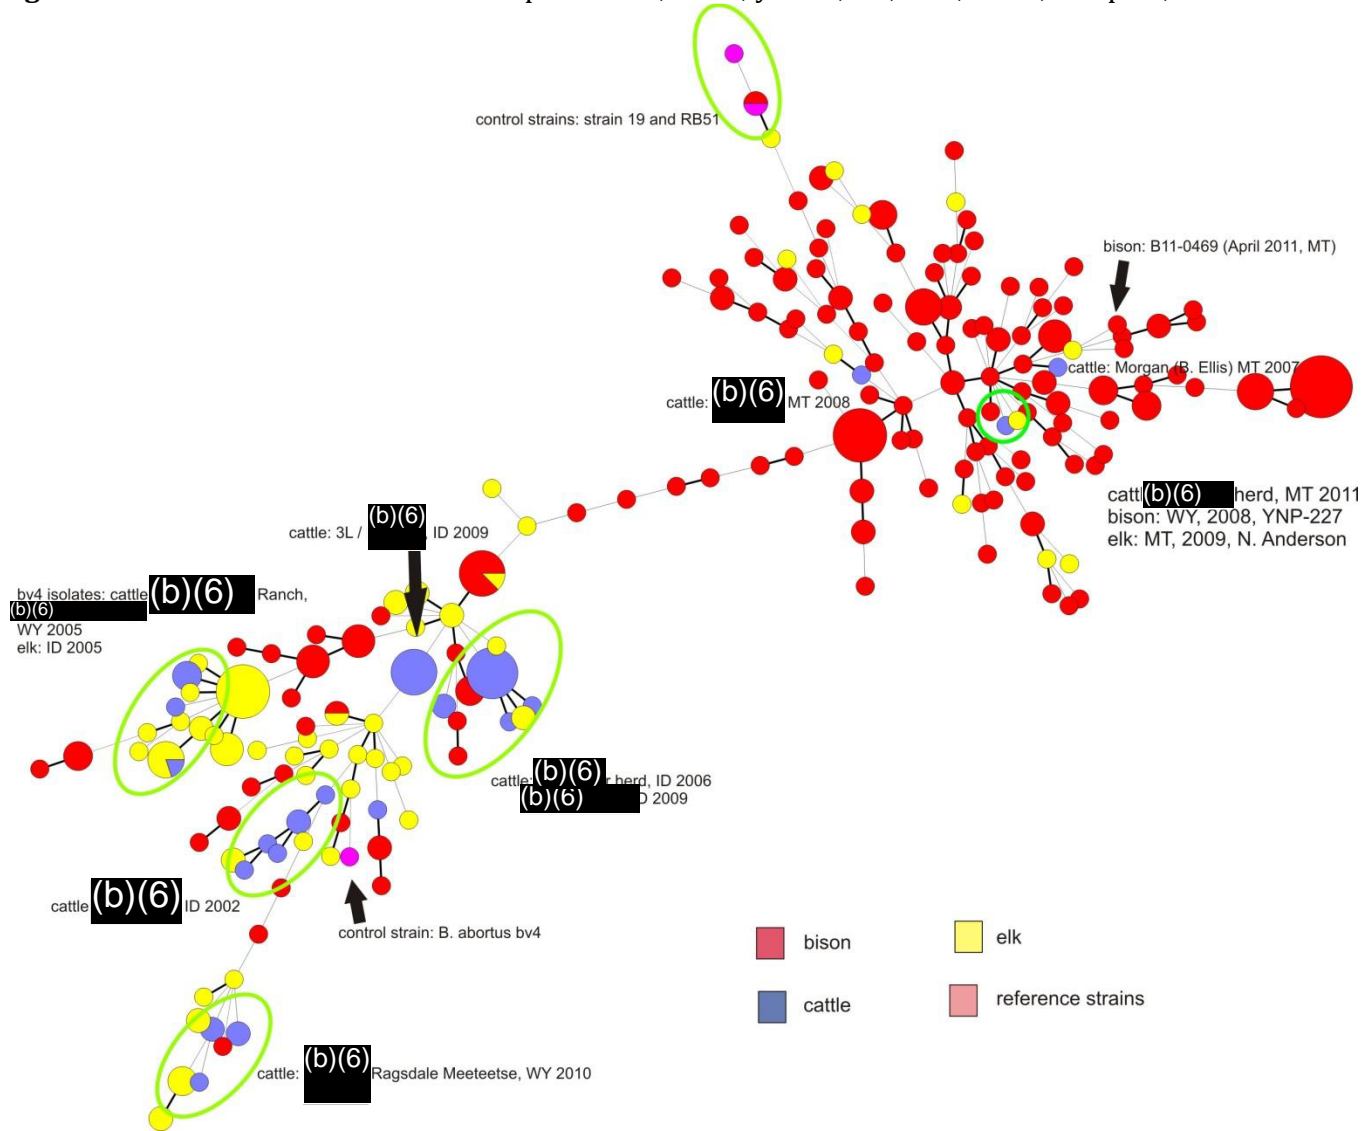 control strains: strain 19 and RB51
bison: B11-0469 (April 2011, MT)
cattle: Morgan (B. Ellis) MT 2007
cattle: (b)(6) MT 2008
cattl (b)(6) herd, MT 2011
bison: WY, 2008, YNP-227
elk: MT, 2009, N. Anderson
cattle: 3L / (b)(6) , ID 2009
bv4 isolates: cattle (b)(6) Ranch,
(b)(6)
WY 2005
elk: ID 2005
cattle: (b)(6) r herd, ID 2006
(b)(6) D 2009
cattle (b)(6) ID 2002
control strain: B. abortus bv4
bison
elk
cattle
reference strains
cattle: (b)(6) Ragsdale Meeteetse, WY 2010